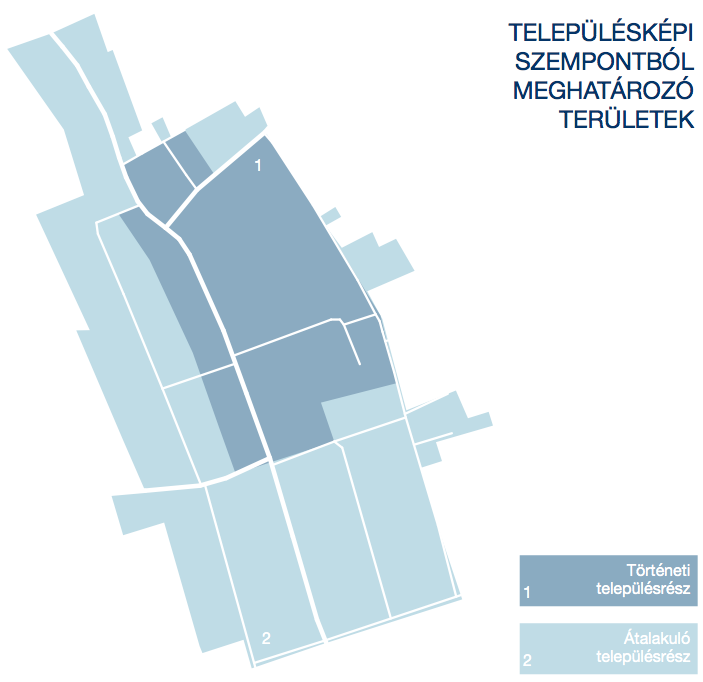 TELEPÜLÉSKÉPI
SZEMPONTBÓL
MEGHATÁROZÓ
TERÜLETEK
1
2
Történeti
településrész
1
Átalakuló
településrész
2